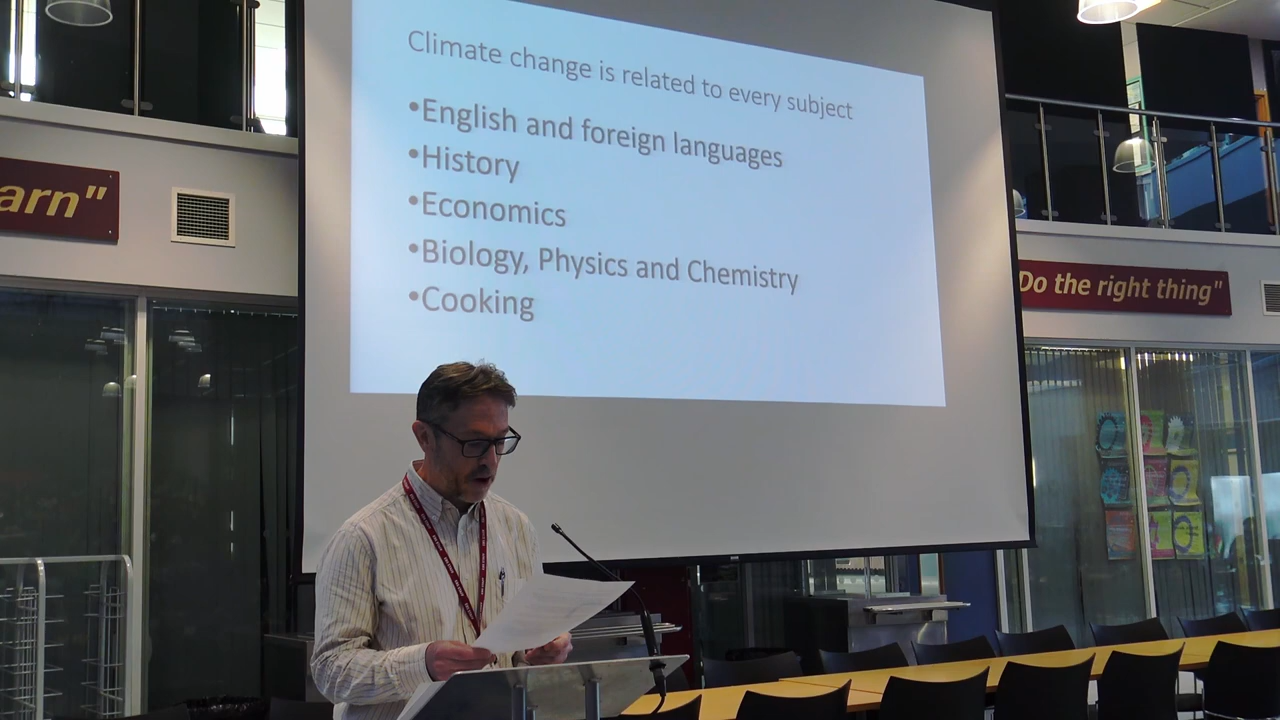 Climate change is related to every subject
•English and foreign languages
•History
•Economics
•Biology, Physics and Chemistry
•Cooking
arn"
Do the right thing"